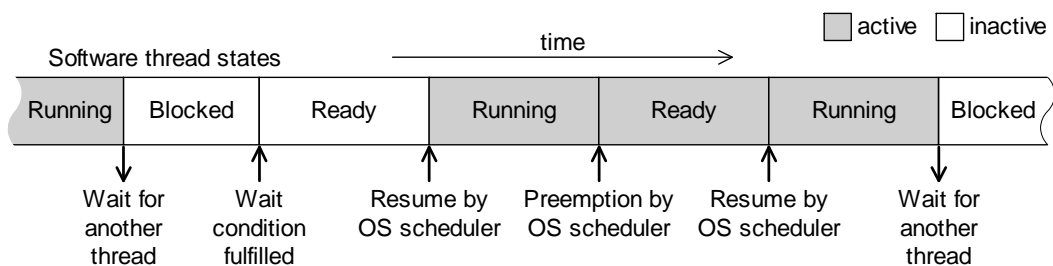 active inactive
time
Software thread states
Running Blocked Ready Running Ready Running Blocked
Wait for another thread
Wait condition fulfilled
Resume by OS scheduler
Preemption by OS scheduler
Resume by OS scheduler
Wait for another thread